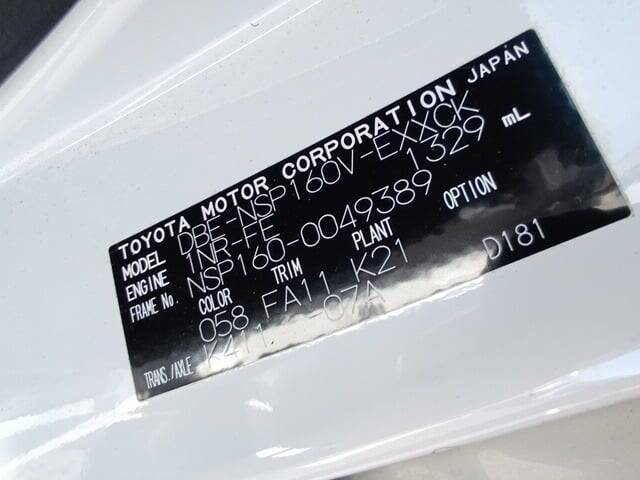 TOYOTA MOTOR CORPORATION JAPAN
MODEL DBE-NSP160V-EXXCK
ENGINE 1NR-FE 1329 mL
FRAME No. NSP160-0049389
COLOR TRIM PLANT OPTION
058 FA11 K21 D181
TRANS./AXLE K411 -07A